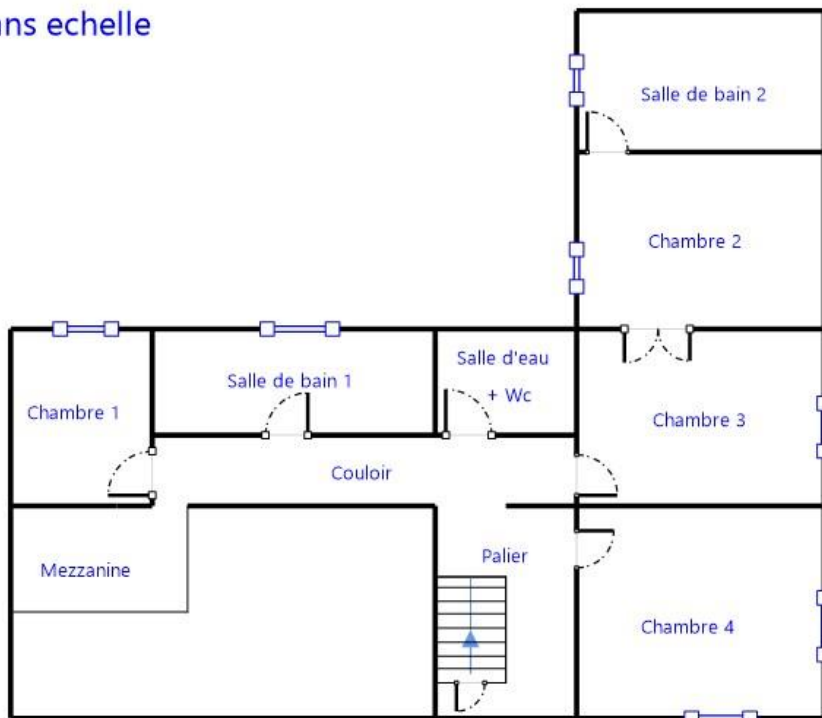 ans echelle
Salle de bain 2
Chambre 2
Salle d'eau
+ Wc
Salle de bain 1
Chambre 1
Chambre 3
Couloir
Palier
Mezzanine
Chambre 4